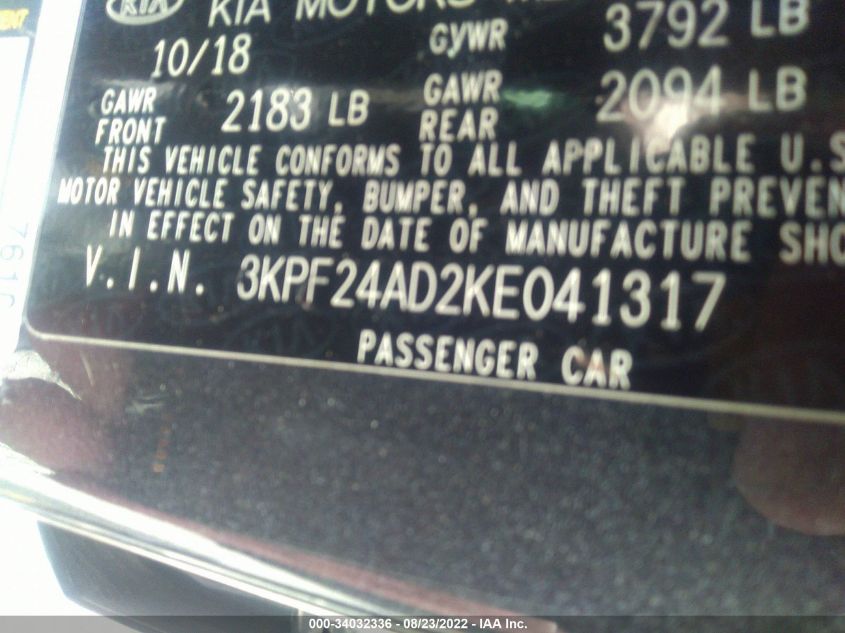 KIA KIA MOTORS
10/18 GVWR 3792 LB
GAWR FRONT 2183 LB GAWR REAR 2094 LB
THIS VEHICLE CONFORMS TO ALL APPLICABLE U.S
MOTOR VEHICLE SAFETY, BUMPER, AND THEFT PREVEN
IN EFFECT ON THE DATE OF MANUFACTURE SHO
V.I.N. 3KPF24AD2KE041317
PASSENGER CAR
000-34032336 - 08/23/2022 - IAA Inc.